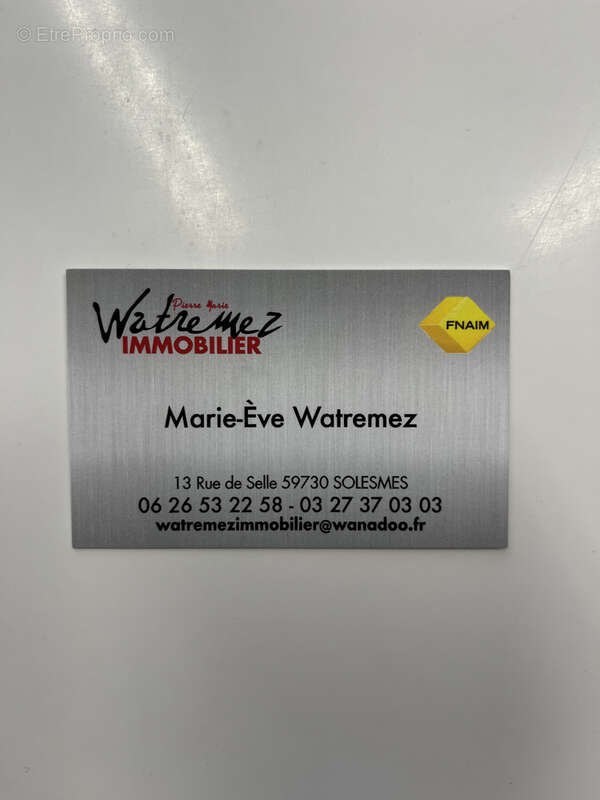 © EtreProprio.com
Pierre Marie
Watremez
IMMOBILIER
FNAIM
Marie-Ève Watremez
13 Rue de Selle 59730 SOLESMES
06 26 53 22 58 - 03 27 37 03 03
watremezimmobilier@wanadoo.fr